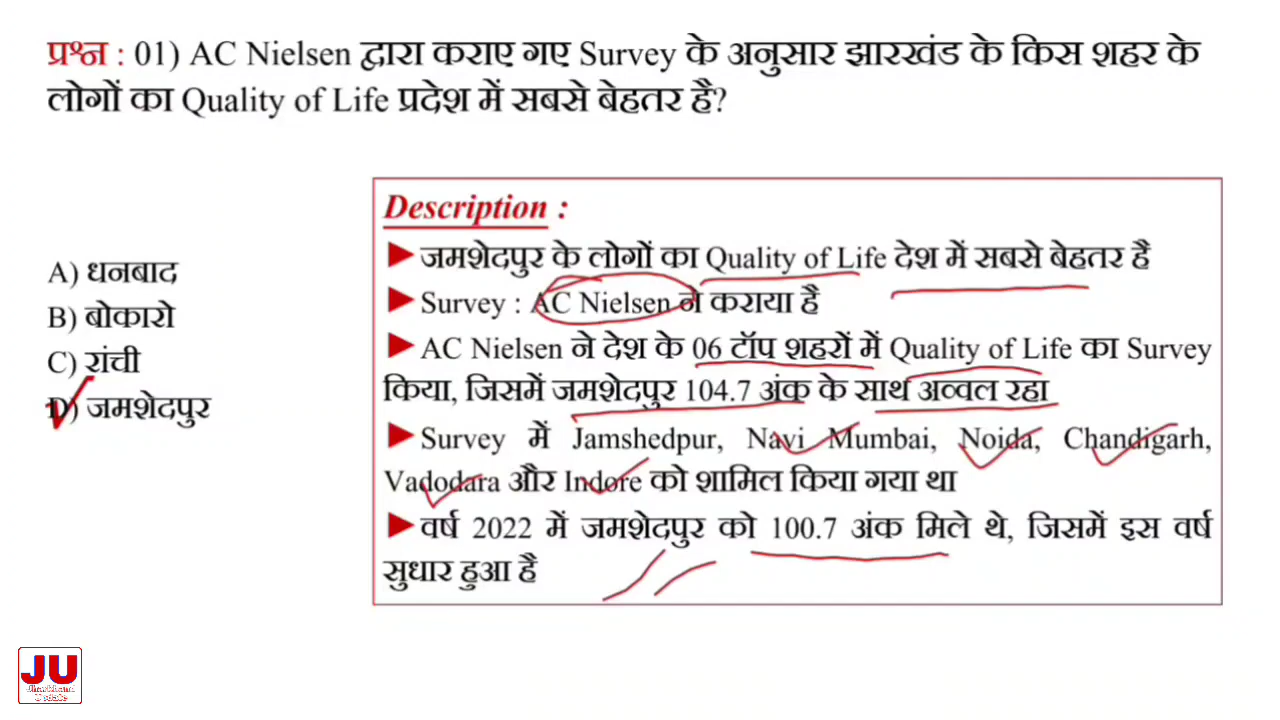 प्रश्न : 01) AC Nielsen द्वारा कराए गए Survey के अनुसार झारखंड के किस शहर के
लोगों का Quality of Life प्रदेश में सबसे बेहतर है?
A) धनबाद
B) बोकारो
C) रांची
D) जमशेदपुर
Description :
►जमशेदपुर के लोगों का Quality of Life देश में सबसे बेहतर है
►Survey : AC Nielsen ने कराया है
►AC Nielsen ने देश के 06 टॉप शहरों में Quality of Life का Survey
किया, जिसमें जमशेदपुर 104.7 अंक के साथ अव्वल रहा
►Survey में Jamshedpur, Navi Mumbai, Noida, Chandigarh,
Vadodara और Indore को शामिल किया गया था
►वर्ष 2022 में जमशेदपुर को 100.7 अंक मिले थे, जिसमें इस वर्ष
सुधार हुआ है
JU
Jharkhand
Update